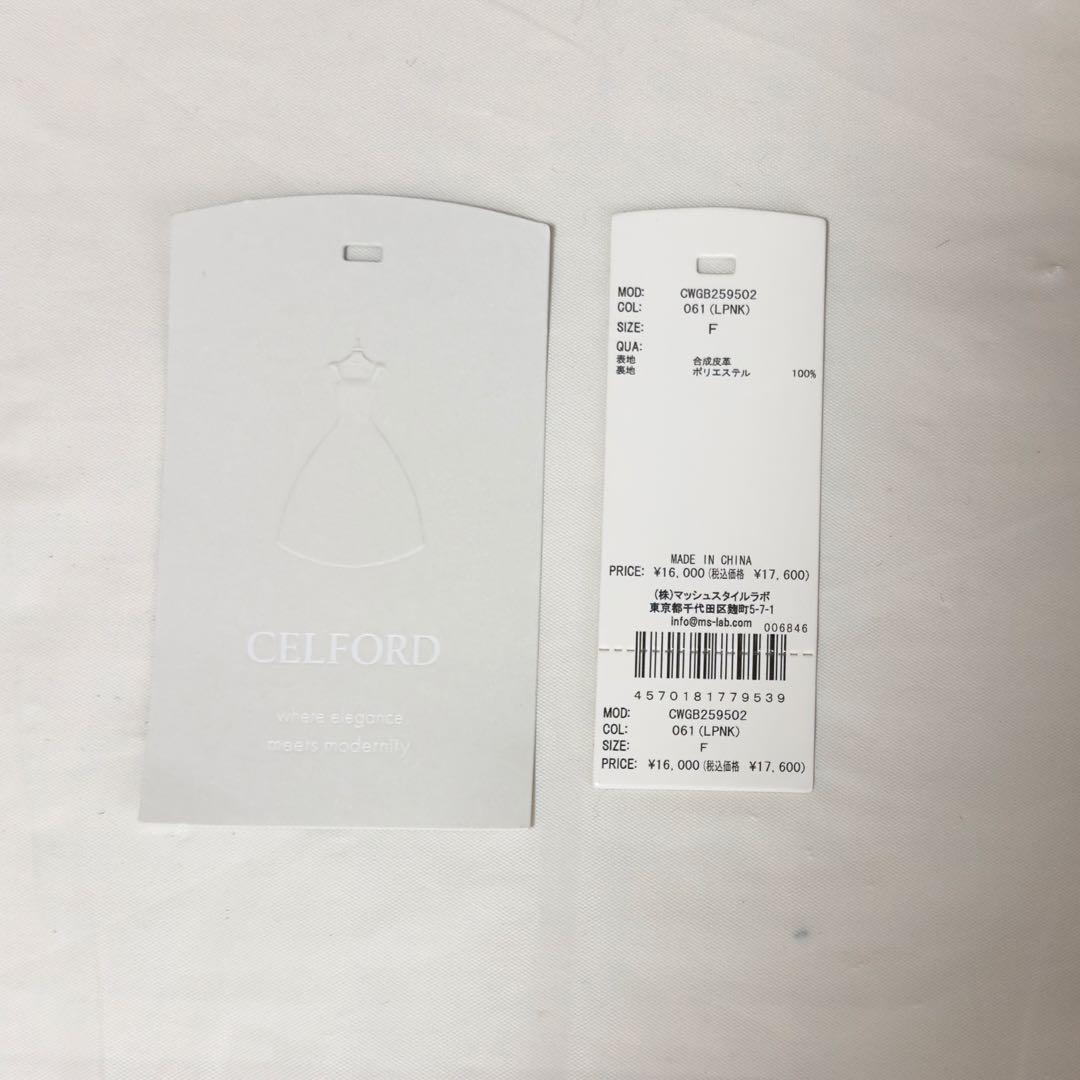 CELFORD
where elegance
meets modernity
MOD: CWGB259502
COL: 061(LPNK)
SIZE: F
QUA:
表地 合成皮革
裏地 ポリエステル 100%
MADE IN CHINA
PRICE: ¥16,000(税込価格 ¥17,600)
(株)マッシュスタイルラボ
東京都千代田区麹町5-7-1
info@ms-lab.com 006846
4570181779539
MOD: CWGB259502
COL: 061(LPNK)
SIZE: F
PRICE: ¥16,000(税込価格 ¥17,600)